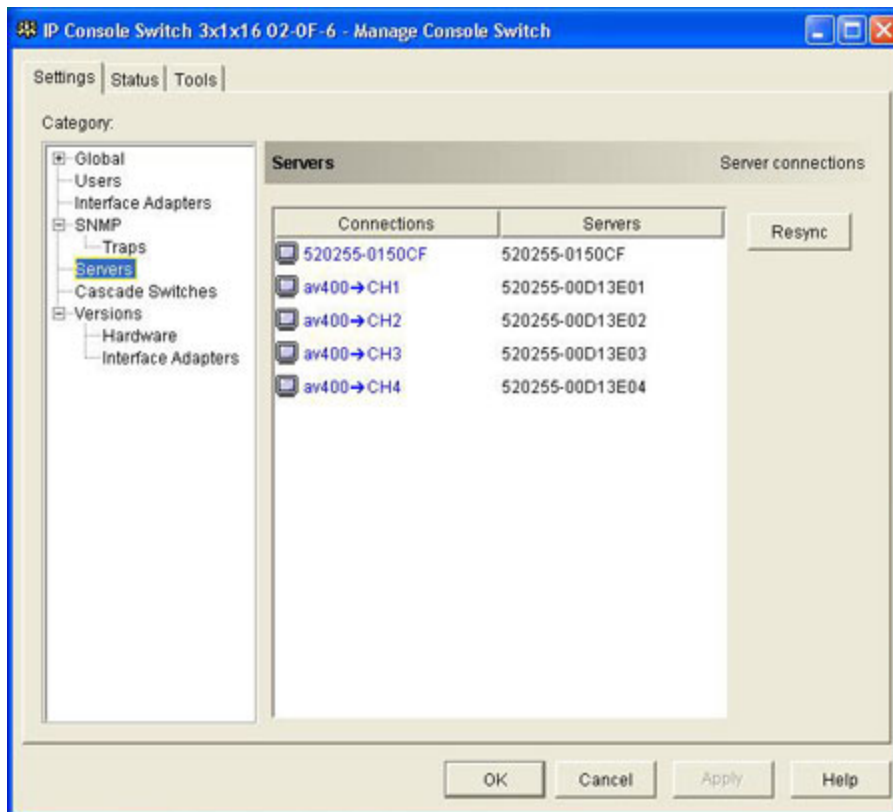 IP Console Switch 3x1x16 02-0F-6 - Manage Console Switch
Settings Status Tools
Category:
Global
Users
Interface Adapters
SNMP
Traps
Servers
Cascade Switches
Versions
Hardware
Interface Adapters
Servers Server connections
Connections Servers
520255-0150CF 520255-0150CF
av400→CH1 520255-00D13E01
av400→CH2 520255-00D13E02
av400→CH3 520255-00D13E03
av400→CH4 520255-00D13E04
Resync
OK Cancel Apply Help